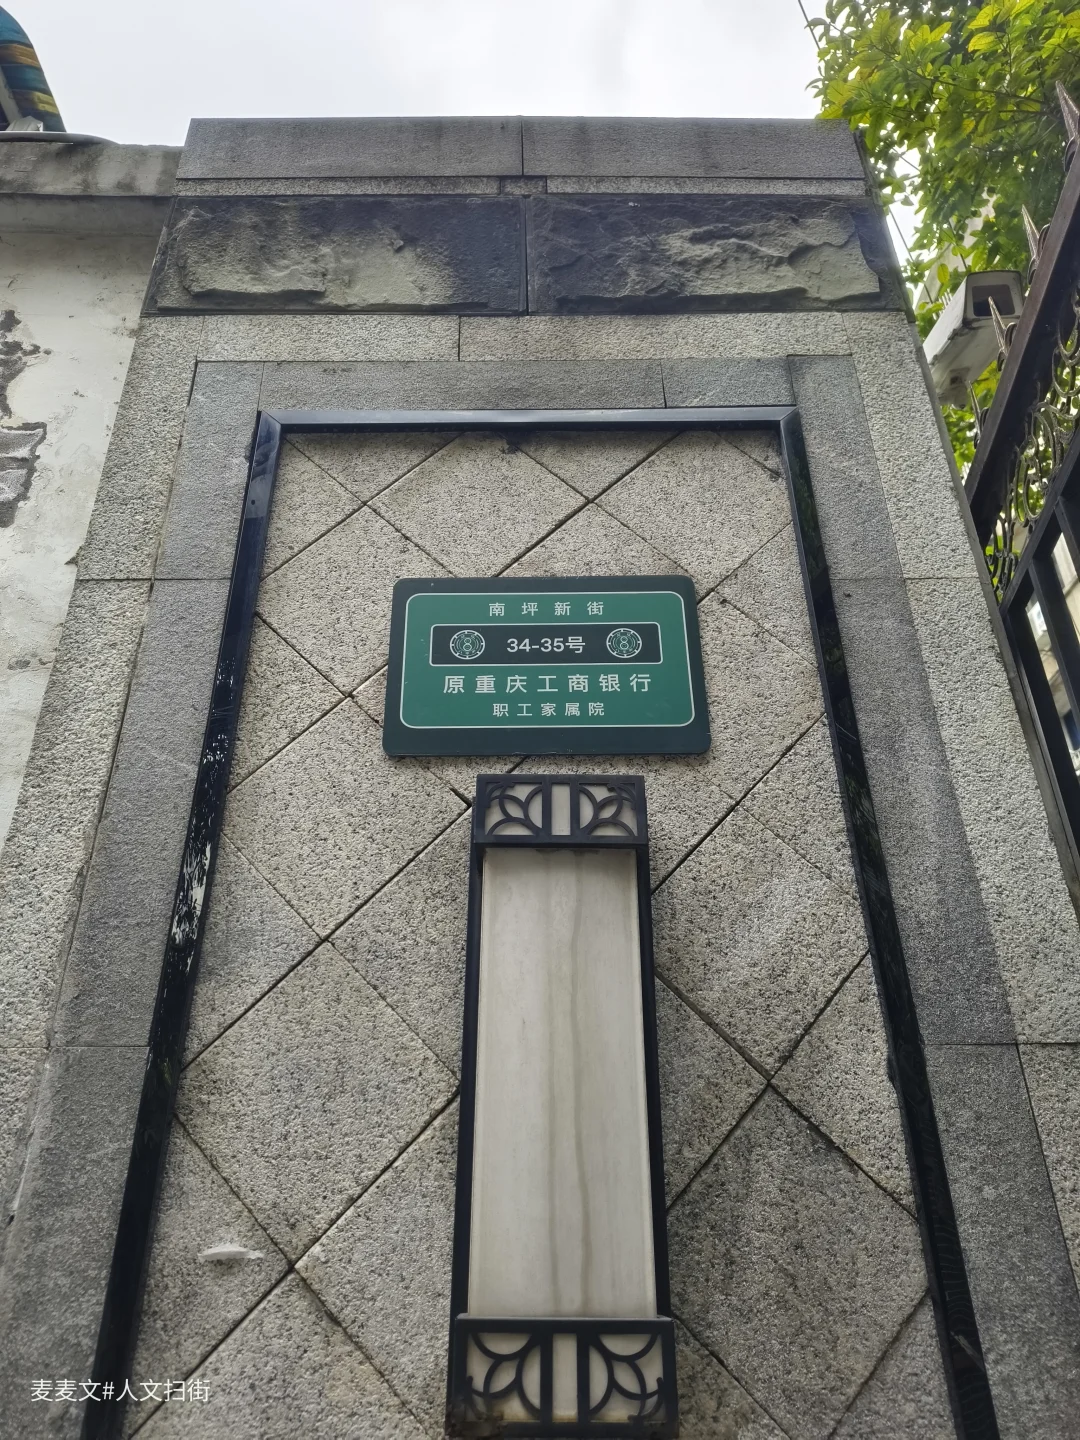 南坪新街
34-35号
原重庆工商银行
职工家属院
麦麦文#人文扫街